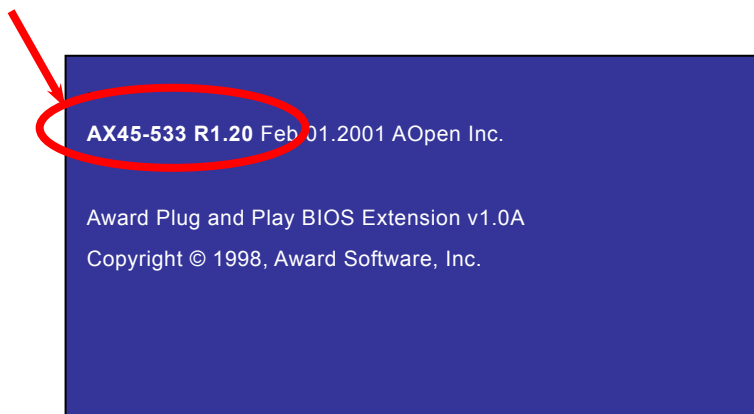 AX45-533 R1.20 Feb.01.2001 AOpen Inc.
Award Plug and Play BIOS Extension v1.0A
Copyright © 1998, Award Software, Inc.